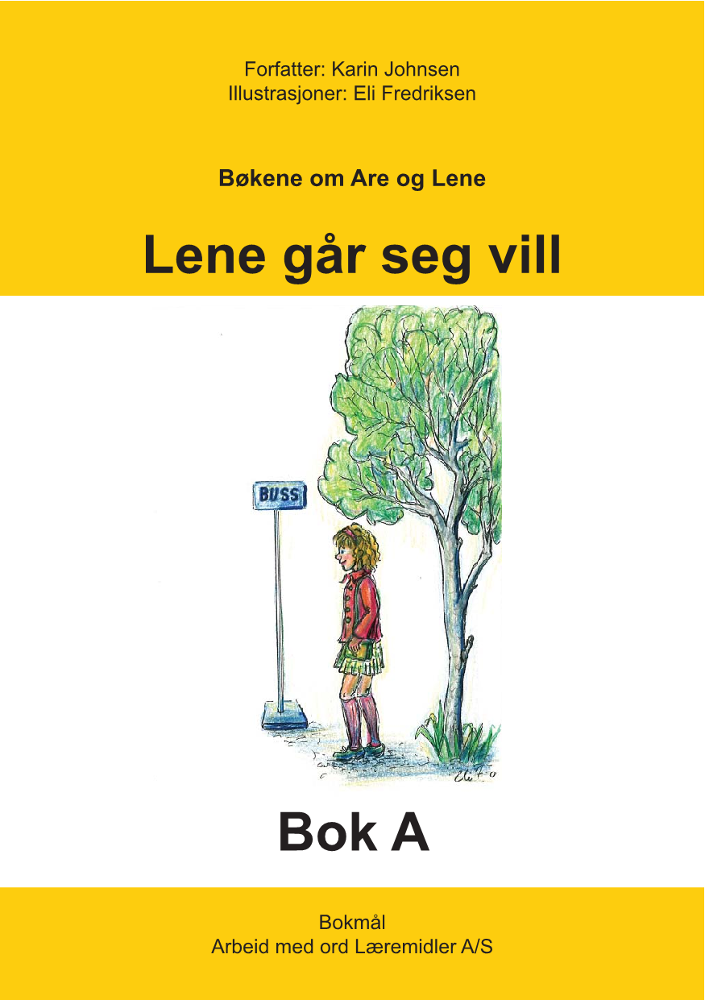 Forfatter: Karin Johnsen
Illustrasjoner: Eli Fredriksen
Bøkene om Are og Lene
Lene går seg vill
BUSS
Bok A
Bokmål
Arbeid med ord Læremidler A/S